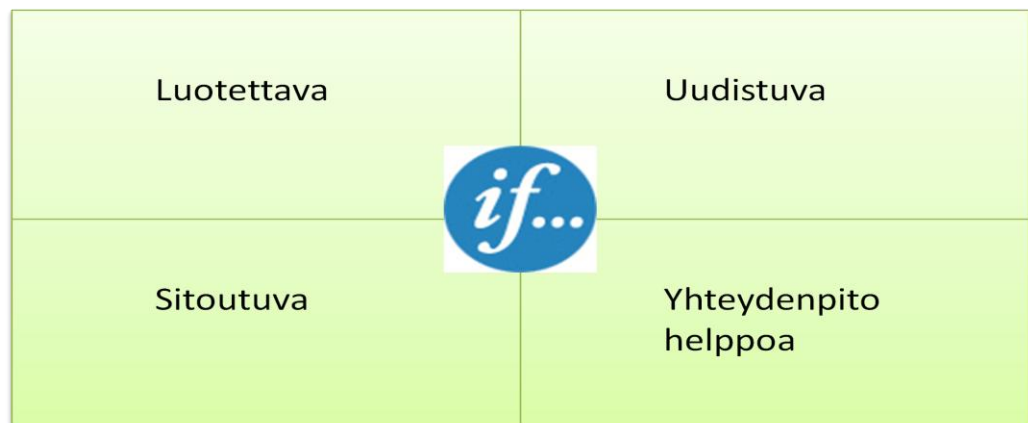 Luotettava
Uudistuva
if...
Sitoutuva
Yhteydenpito
helppoa